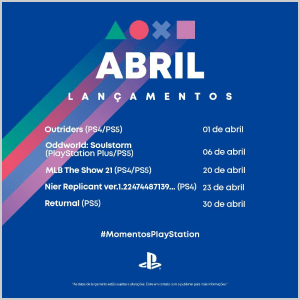 ABRIL
LANÇAMENTOS
Outriders (PS4/PS5) 01 de abril
Oddworld: Soulstorm
(PlayStation Plus/PS5) 06 de abril
MLB The Show 21 (PS4/PS5) 20 de abril
Nier Replicant ver.1.22474487139... (PS4) 23 de abril
Returnal (PS5) 30 de abril
#MomentosPlayStation